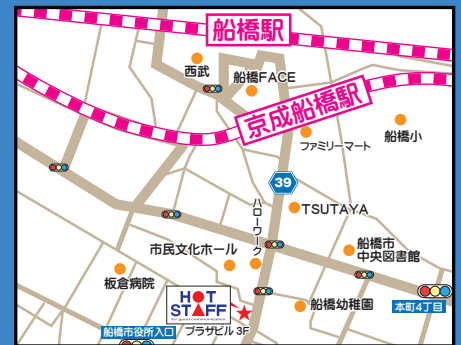 船橋駅
西武
船橋FACE
京成船橋駅
ファミリーマート
船橋小
39
ハローワーク
TSUTAYA
市民文化ホール
船橋市
中央図書館
板倉病院
HOT
STAFF
for good communication
プラザビル 3F
船橋幼稚園
本町4丁目
船橋市役所入口